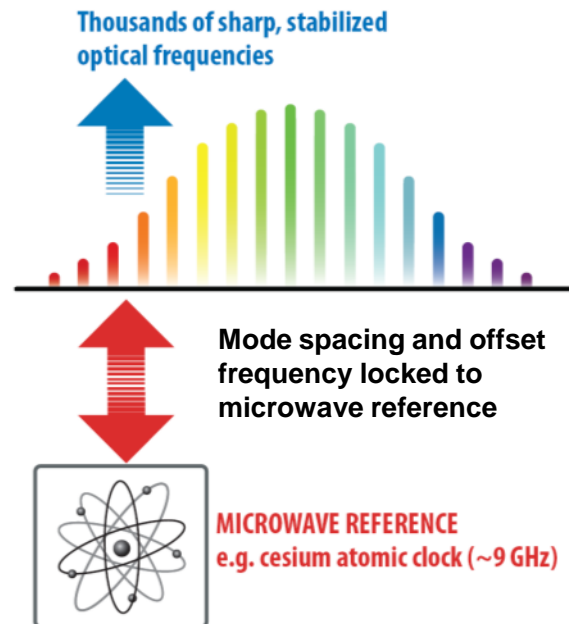 Thousands of sharp, stabilized
optical frequencies
Mode spacing and offset
frequency locked to
microwave reference
MICROWAVE REFERENCE
e.g. cesium atomic clock (~9 GHz)